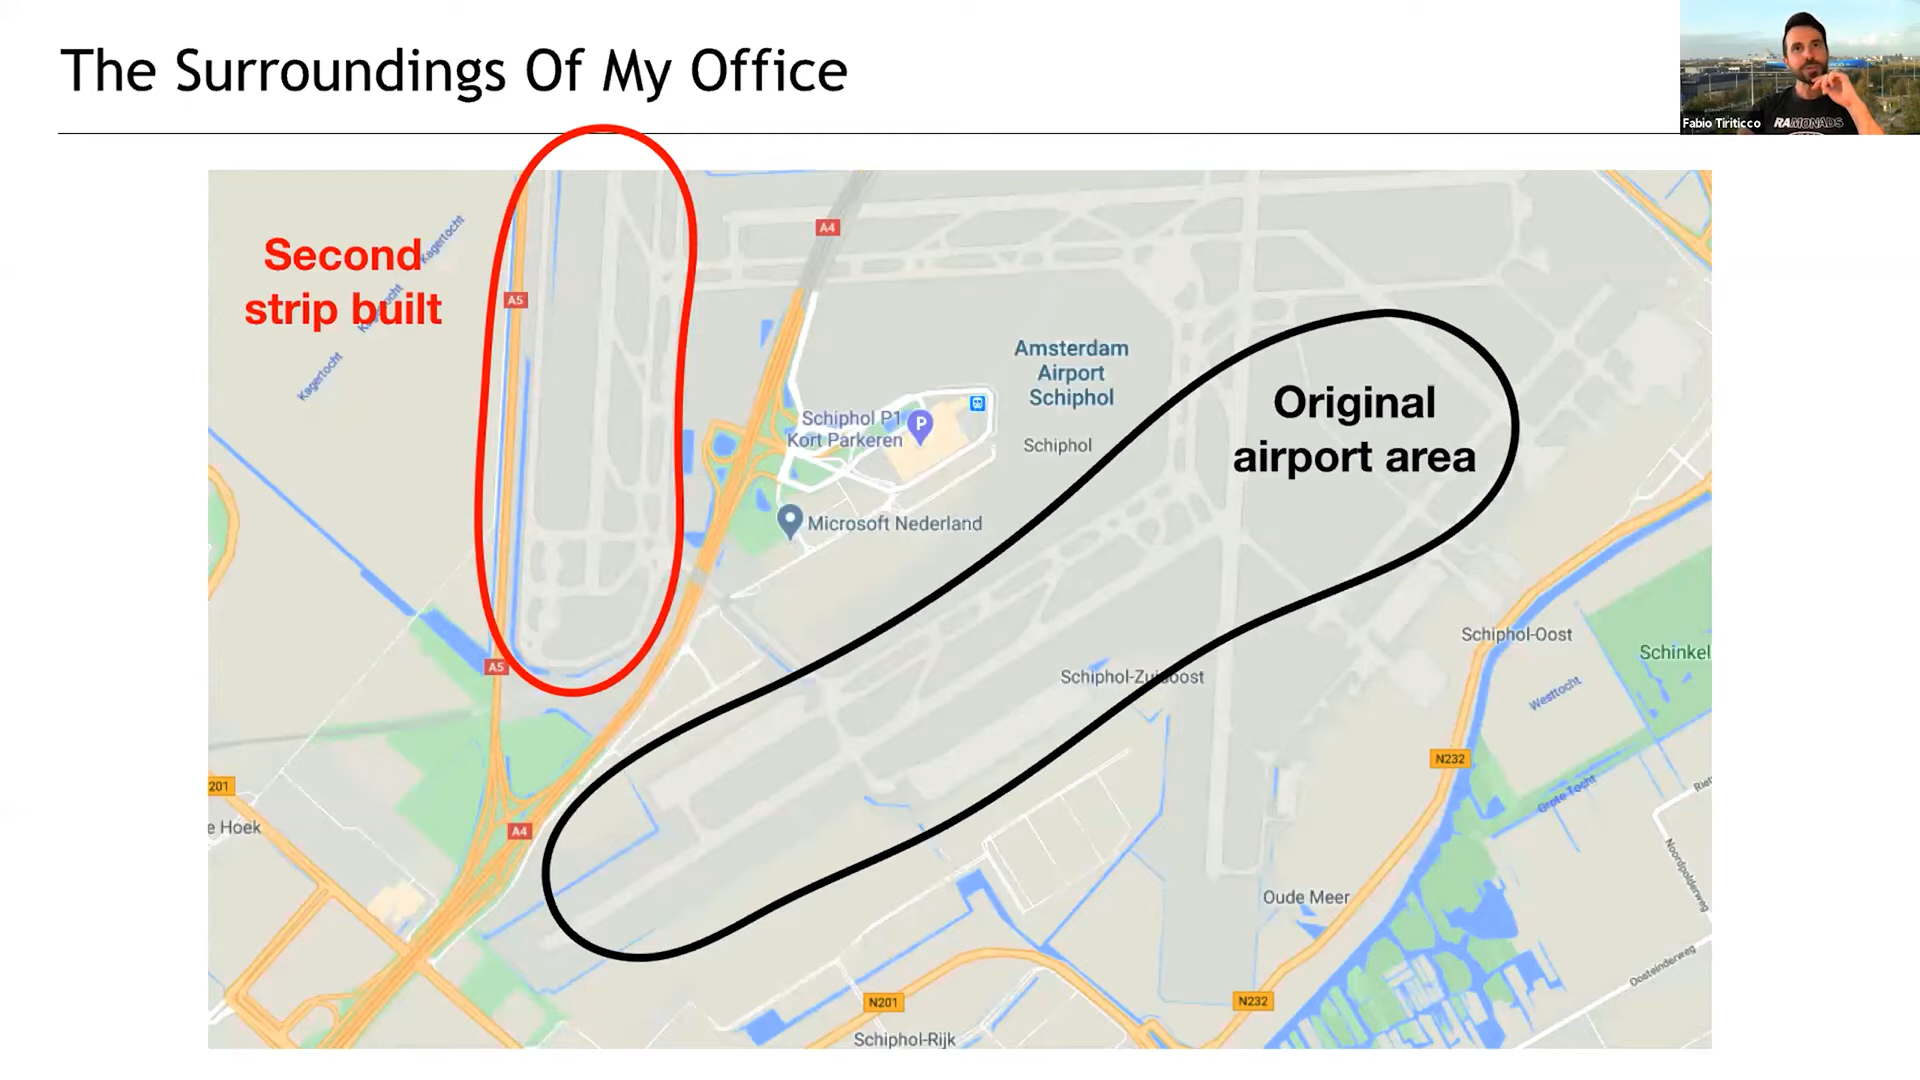 The Surroundings Of My Office
Fabio Tiriticco
RAMONADS
Second
strip built
Kagertocht
Kagertocht
Kagertocht
A5
A4
Amsterdam
Airport
Schiphol
Schiphol P1
Kort Parkeren
P
Schiphol
Original
airport area
Microsoft Nederland
A5
Schiphol-Oost
Schinkel
Schiphol-Zuidoost
Westtocht
N232
201
e Hoek
A4
Grote Tocht
Rie
Noordpolderweg
Oude Meer
Oosteinderweg
N201
N232
Schiphol-Rijk